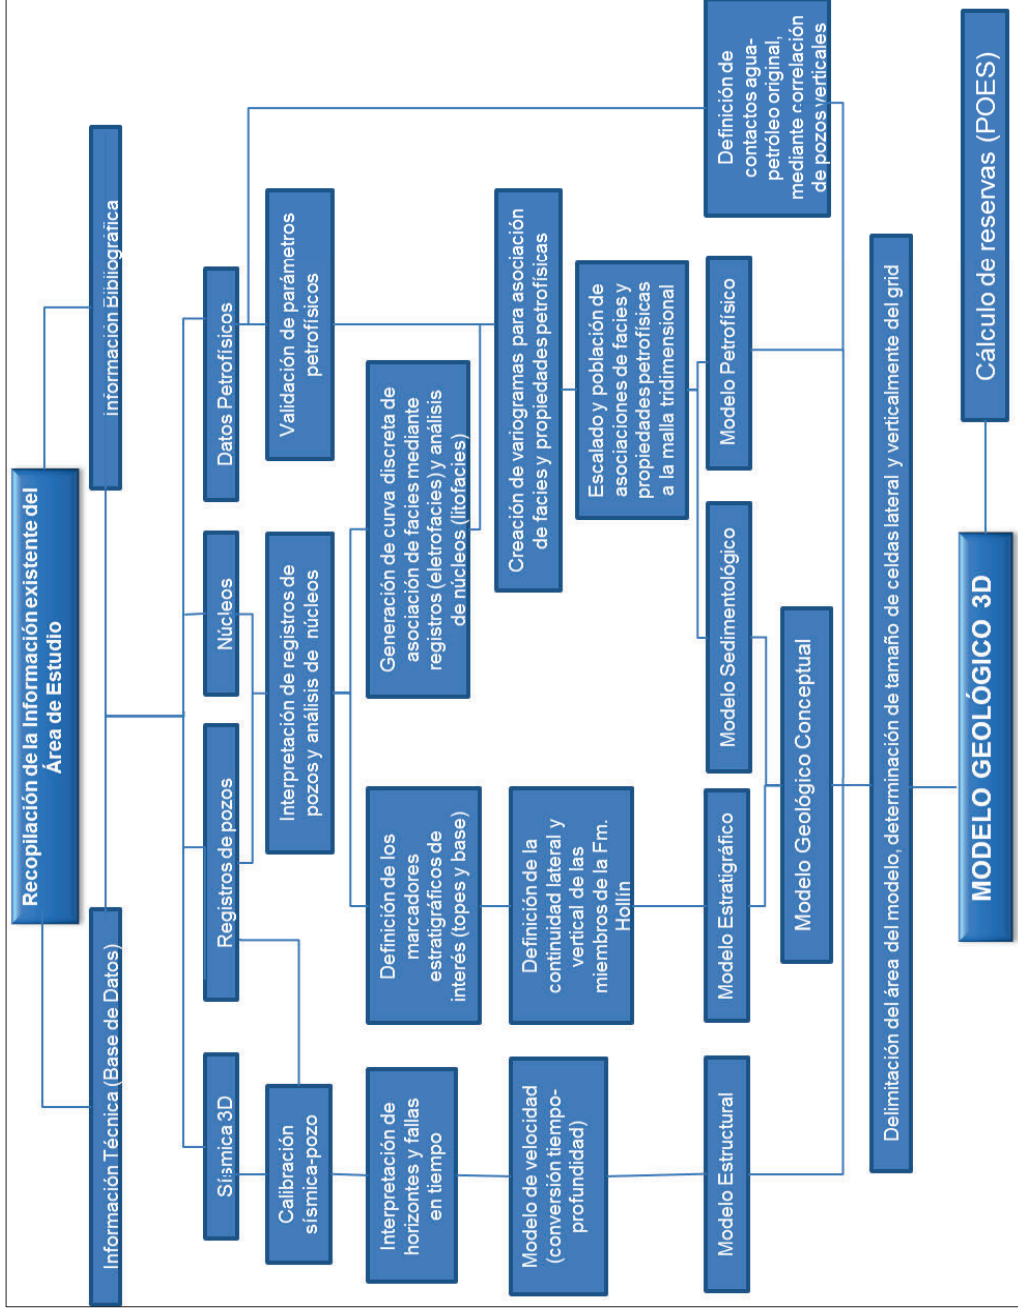 Recopilación de la Información existente del
Área de Estudio
Información Técnica (Base de Datos)
información Bibliográfica
Sísmica 3D
Registros de pozos
Núcleos
Datos Petrofísicos
Calibración
sísmica-pozo
Interpretación de registros de
pozos y análisis de núcleos
Validación de parámetros
petrofísicos
Interpretación de
horizontes y fallas
en tiempo
Definición de los
marcadores
estratigráficos de
interés (topes y base)
Generación de curva discreta de
asociación de facies mediante
registros (eletrofacies) y análisis
de núcleos (litofacies)
Modelo de velocidad
(conversión tiempo-
profundidad)
Definición de la
continuidad lateral y
vertical de las
miembros de la Fm.
Hollín
Creación de variogramas para asociación
de facies y propiedades petrofísicas
Escalado y población de
asociaciones de facies y
propiedades petrofísicas
a la malla tridimensional
Modelo Estructural
Modelo Estratigráfico
Modelo Sedimentológico
Modelo Petrofísico
Definición de
contactos agua-
petróleo original,
mediante correlación
de pozos verticales
Modelo Geológico Conceptual
Delimitación del área del modelo, determinación de tamaño de celdas lateral y verticalmente del grid
MODELO GEOLÓGICO 3D
Cálculo de reservas (POES)